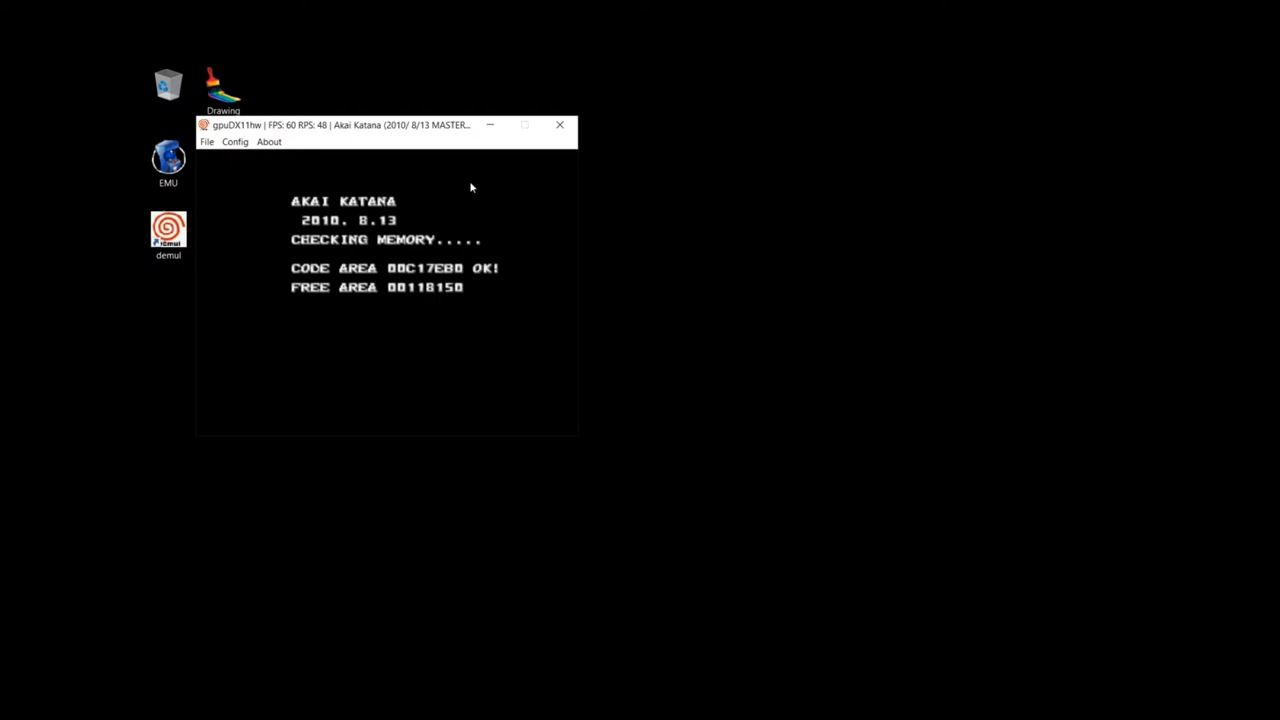 Drawing
gpuDX11hw | FPS: 60 RPS: 48 | Akai Katana (2010/ 8/13 MASTER...
File Config About
EMU
demul
AKAI KATANA
2010. 8.13
CHECKING MEMORY.....
CODE AREA 00C17EB0 OK!
FREE AREA 00118150